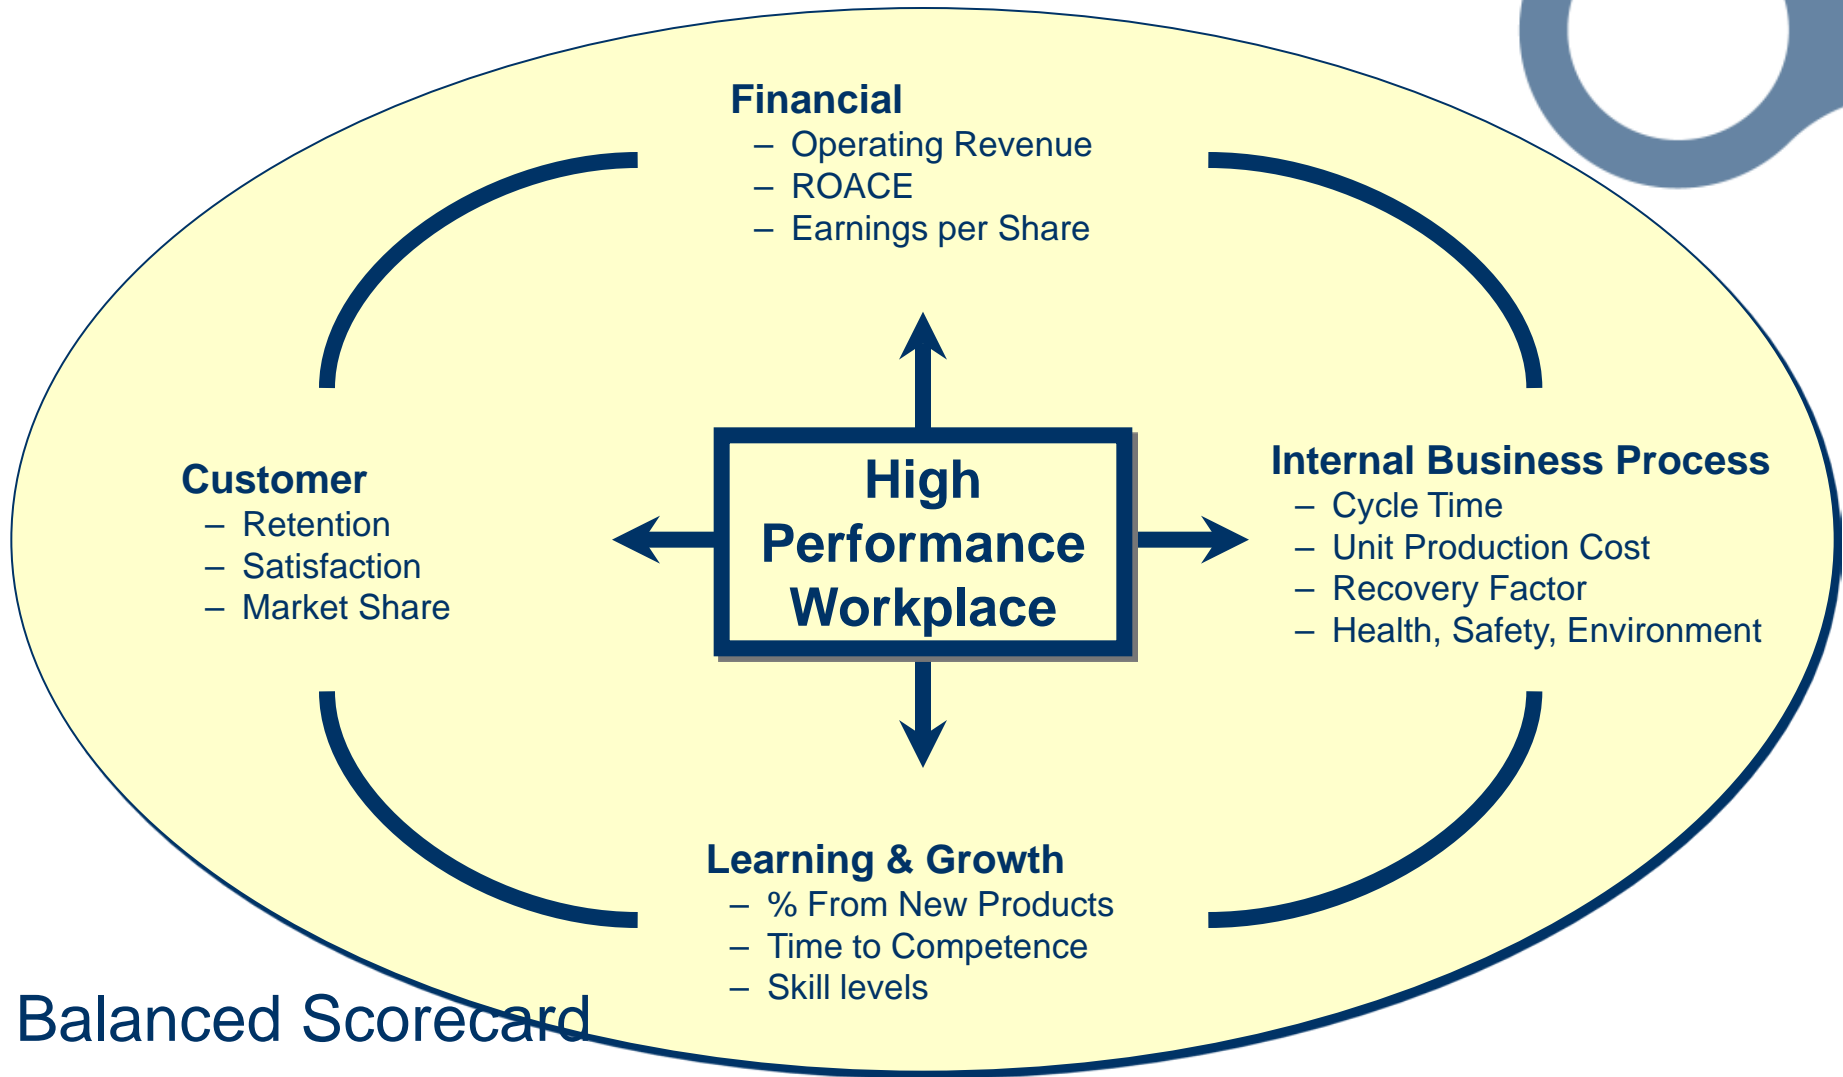 Financial
– Operating Revenue
– ROACE
– Earnings per Share
Customer
– Retention
– Satisfaction
– Market Share
High
Performance
Workplace
Internal Business Process
– Cycle Time
– Unit Production Cost
– Recovery Factor
– Health, Safety, Environment
Learning & Growth
– % From New Products
– Time to Competence
– Skill levels
Balanced Scorecard